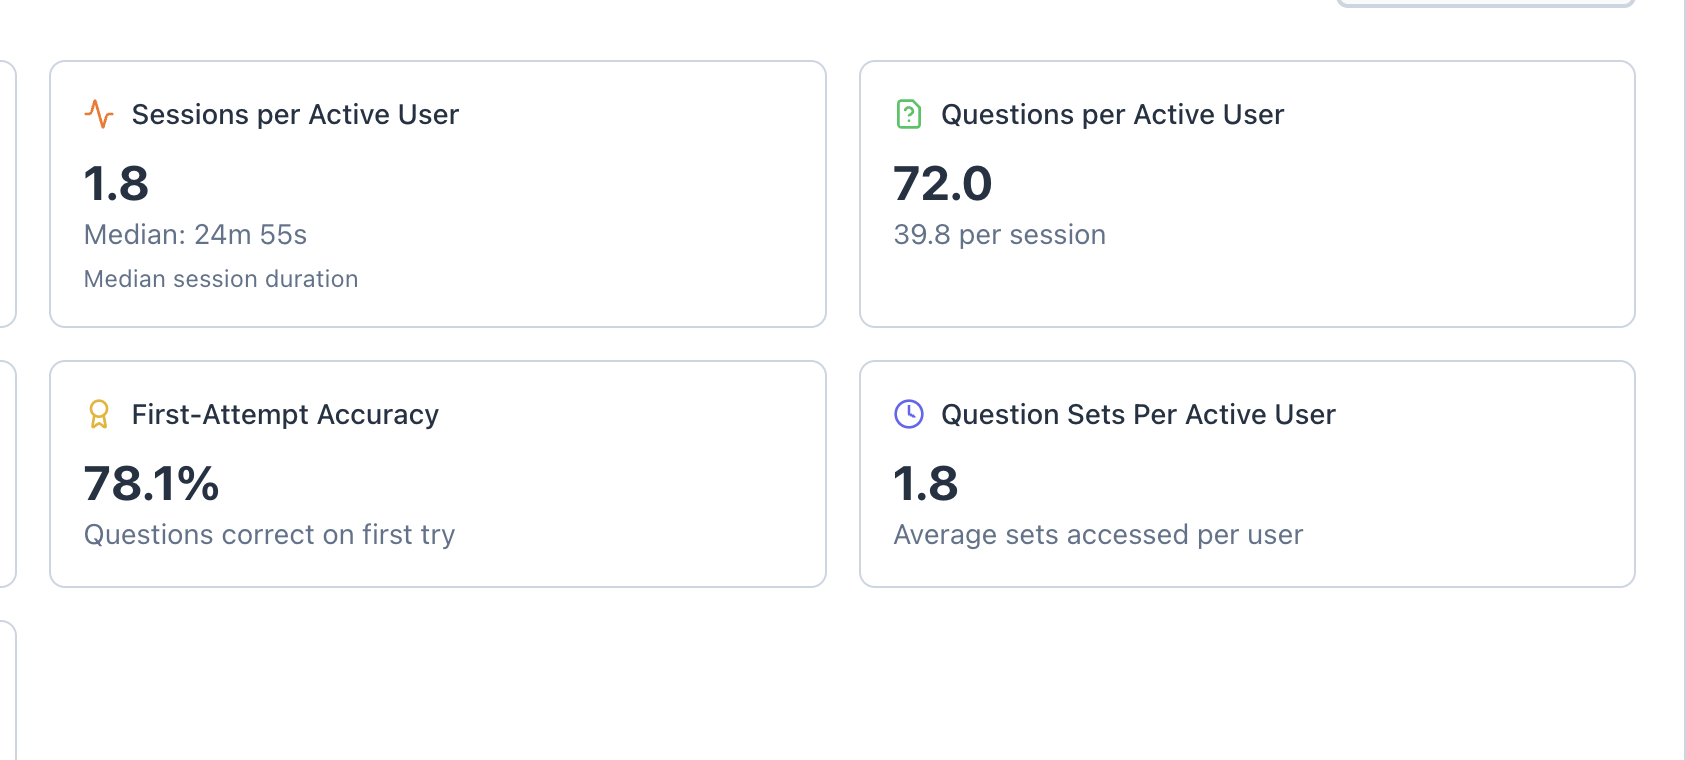 Sessions per Active User
1.8
Median: 24m 55s
Median session duration
Questions per Active User
72.0
39.8 per session
First-Attempt Accuracy
78.1%
Questions correct on first try
Question Sets Per Active User
1.8
Average sets accessed per user